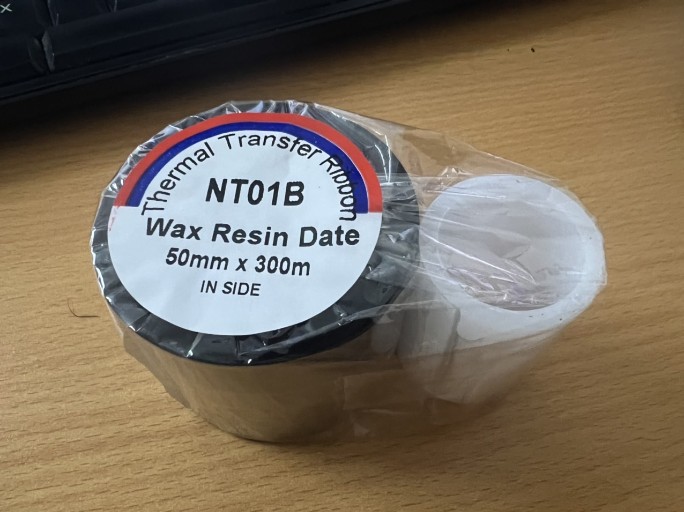 Thermal Transfer Ribbon
NT01B
Wax Resin Date
50mm x 300m
IN SIDE